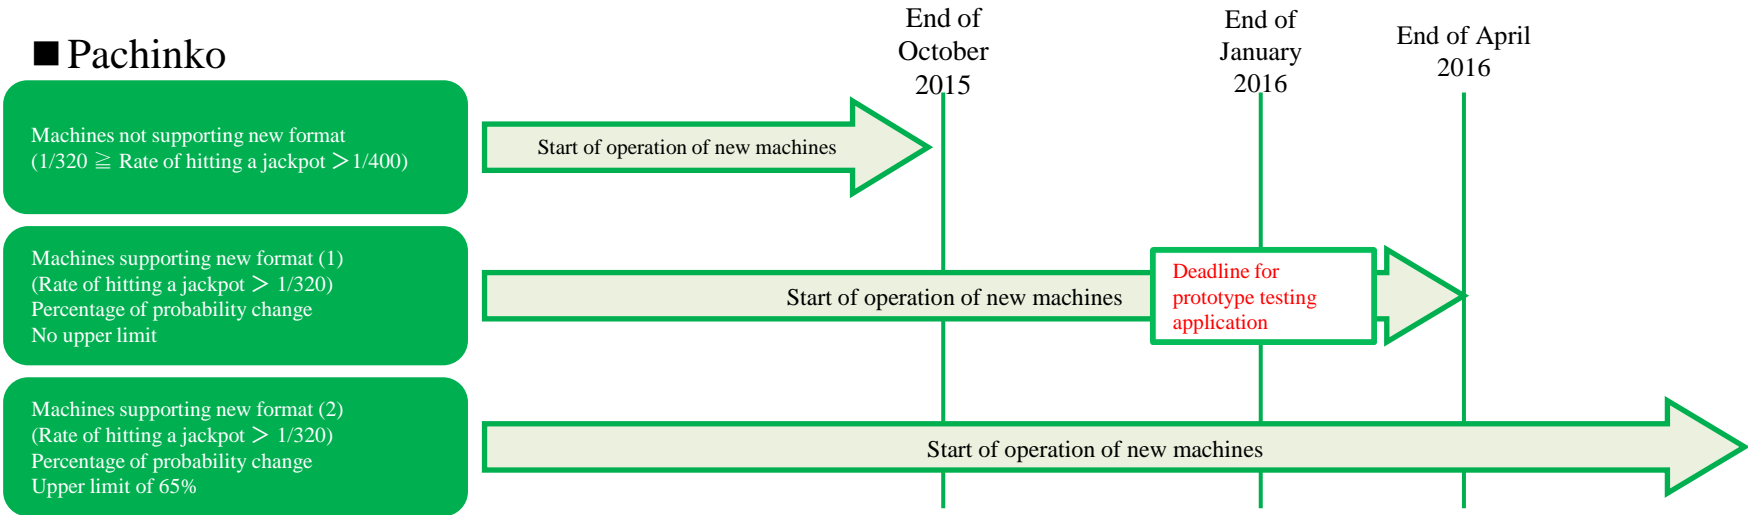 ■ Pachinko
End of
October
2015
End of
January
2016
End of April
2016
Machines not supporting new format
(1/320 ≧ Rate of hitting a jackpot ＞1/400)
Start of operation of new machines
Machines supporting new format (1)
(Rate of hitting a jackpot ＞ 1/320)
Percentage of probability change
No upper limit
Start of operation of new machines
Deadline for
prototype testing
application
Machines supporting new format (2)
(Rate of hitting a jackpot ＞ 1/320)
Percentage of probability change
Upper limit of 65%
Start of operation of new machines